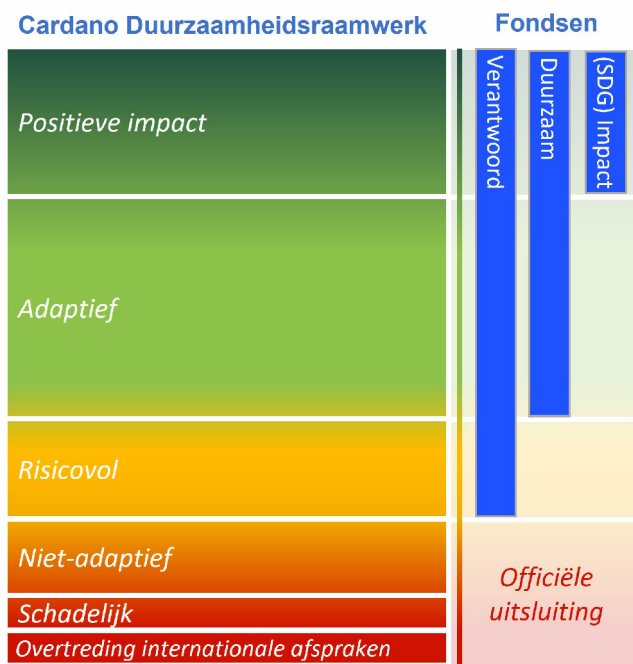 Cardano Duurzaamheidsraamwerk
Fondsen
Positieve impact
Adaptief
Risicovol
Niet-adaptief
Schadelijk
Overtreding internationale afspraken
Verantwoord
Duurzaam
(SDG) Impact
Officiële
uitsluiting